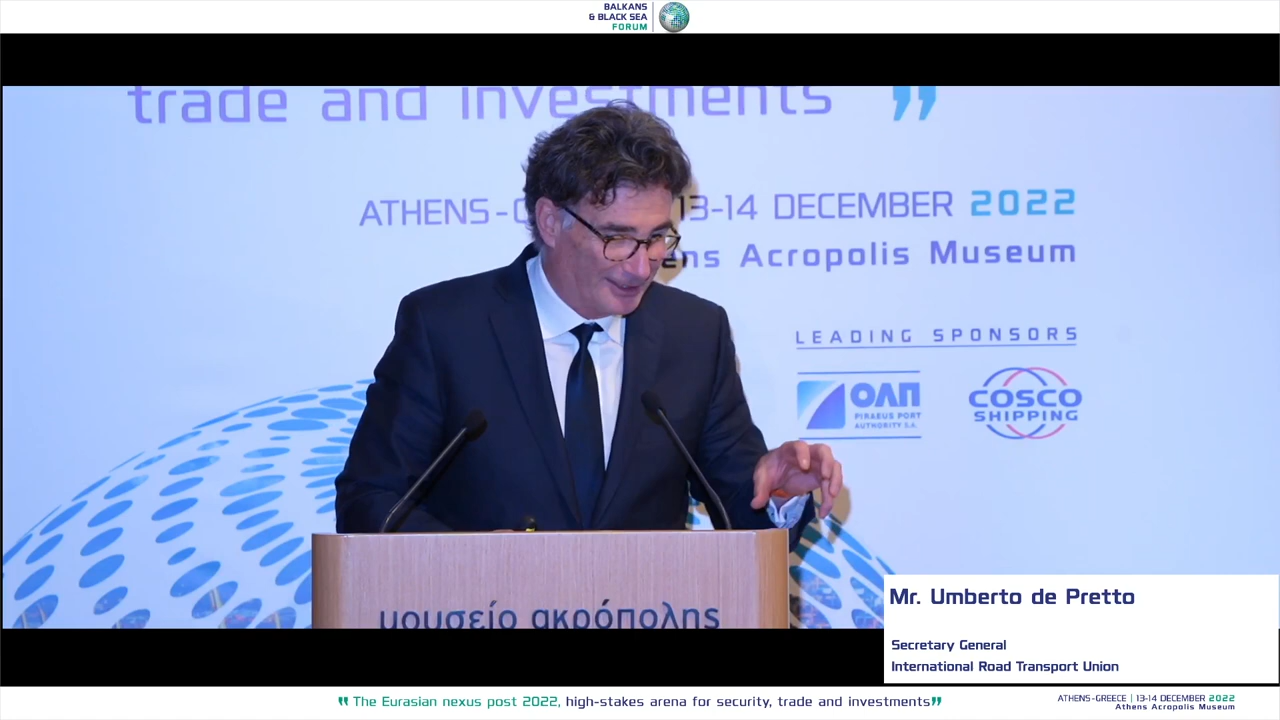 BALKANS
& BLACK SEA
FORUM
trade and investments ”
ATHENS-G 13-14 DECEMBER 2022
ens Acropolis Museum
LEADING SPONSORS
ΟΛΠ
PIRAEUS PORT
AUTHORITY S.A.
COSCO
SHIPPING
μουσείο ακρόπολης
Mr. Umberto de Pretto
Secretary General
International Road Transport Union
❜❜ The Eurasian nexus post 2022, high-stakes arena for security, trade and investments❜❜
ATHENS-GREECE | 13-14 DECEMBER 2022
Athens Acropolis Museum